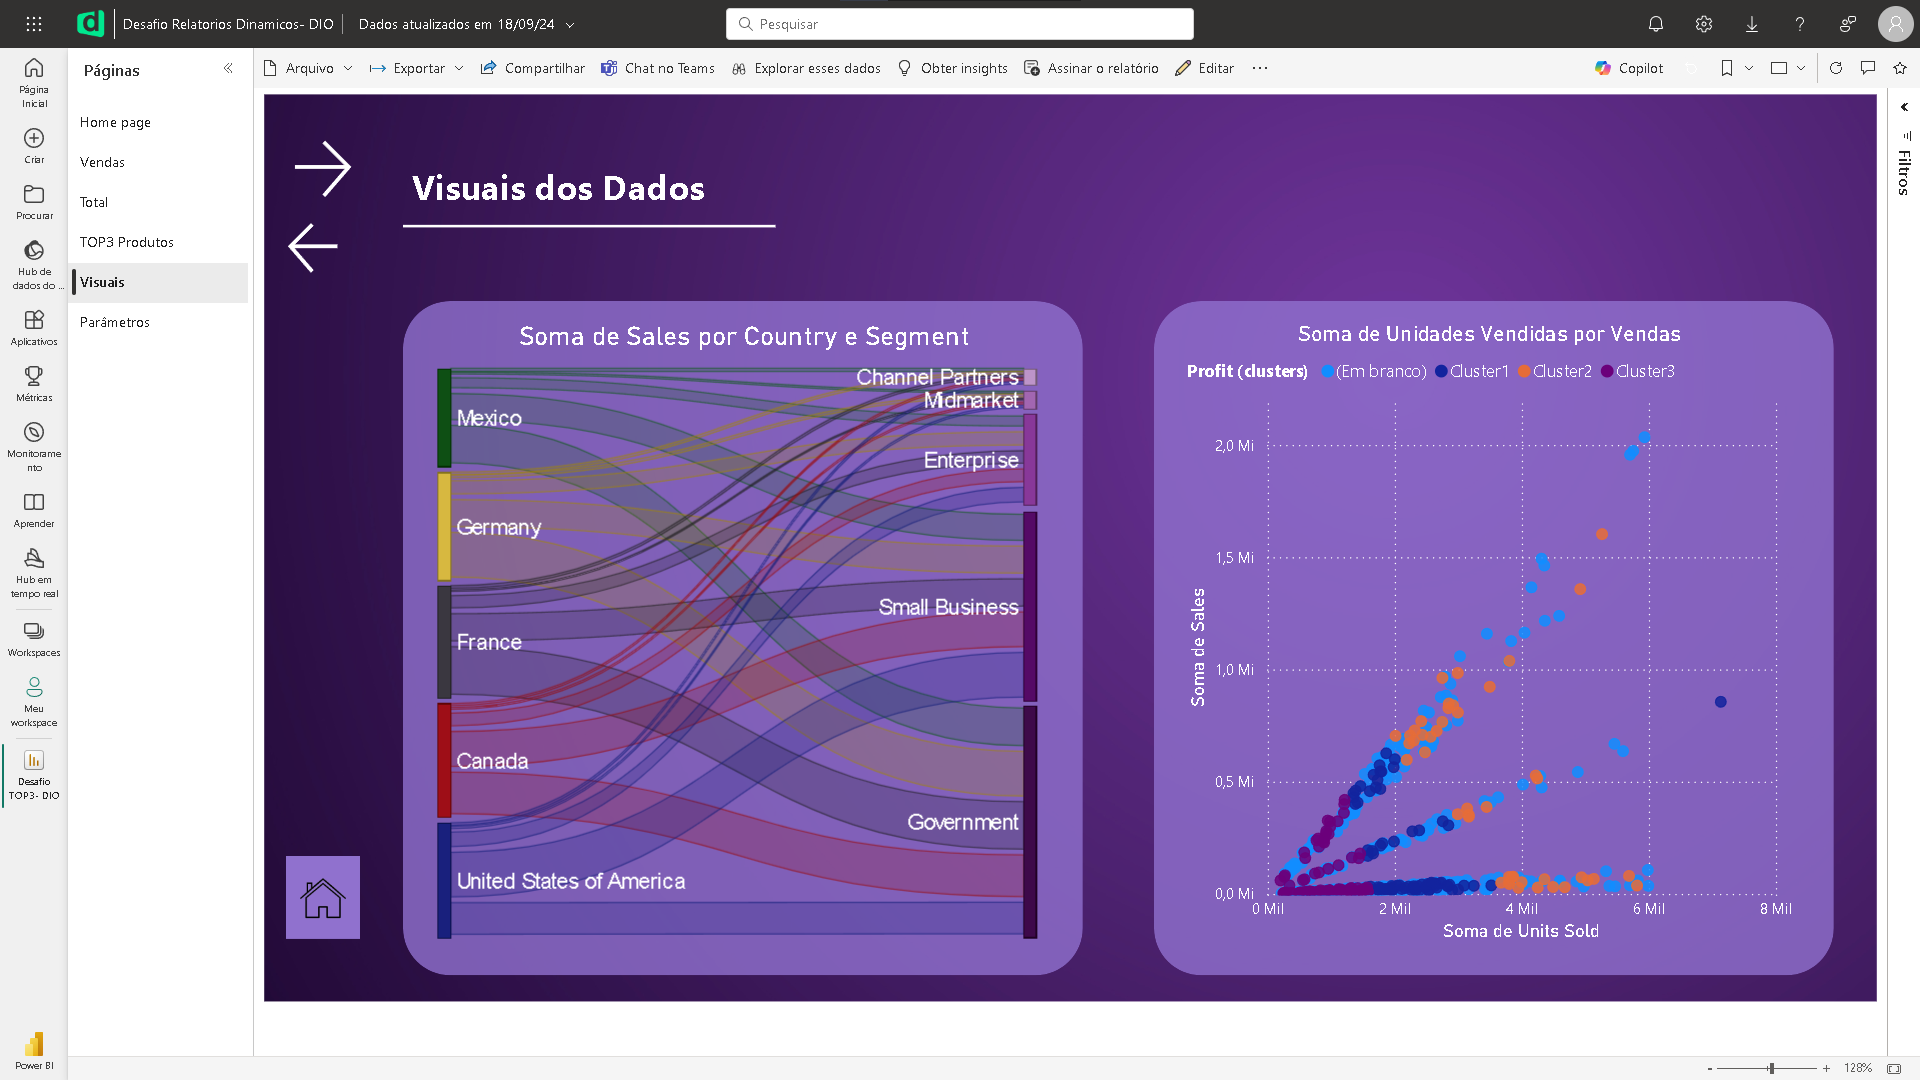 Desafio Relatorios Dinamicos- DIO
Dados atualizados em 18/09/24
Pesquisar
Página Inicial
Criar
Procurar
Hub de dados do ...
Aplicativos
Métricas
Monitorame nto
Aprender
Hub em tempo real
Workspaces
Meu workspace
Desafio TOP3- DIO
Power BI
Páginas
Home page
Vendas
Total
TOP3 Produtos
Visuais
Parâmetros
Arquivo
Exportar
Compartilhar
Chat no Teams
Explorar esses dados
Obter insights
Assinar o relatório
Editar
...
Copilot
Filtros
Visuais dos Dados
Soma de Sales por Country e Segment
Mexico
Germany
France
Canada
United States of America
Channel Partners
Midmarket
Enterprise
Small Business
Government
Soma de Unidades Vendidas por Vendas
Profit (clusters) (Em branco) Cluster1 Cluster2 Cluster3
Soma de Sales
2,0 Mi
1,5 Mi
1,0 Mi
0,5 Mi
0,0 Mi
0 Mil 2 Mil 4 Mil 6 Mil 8 Mil
Soma de Units Sold
- + 128%